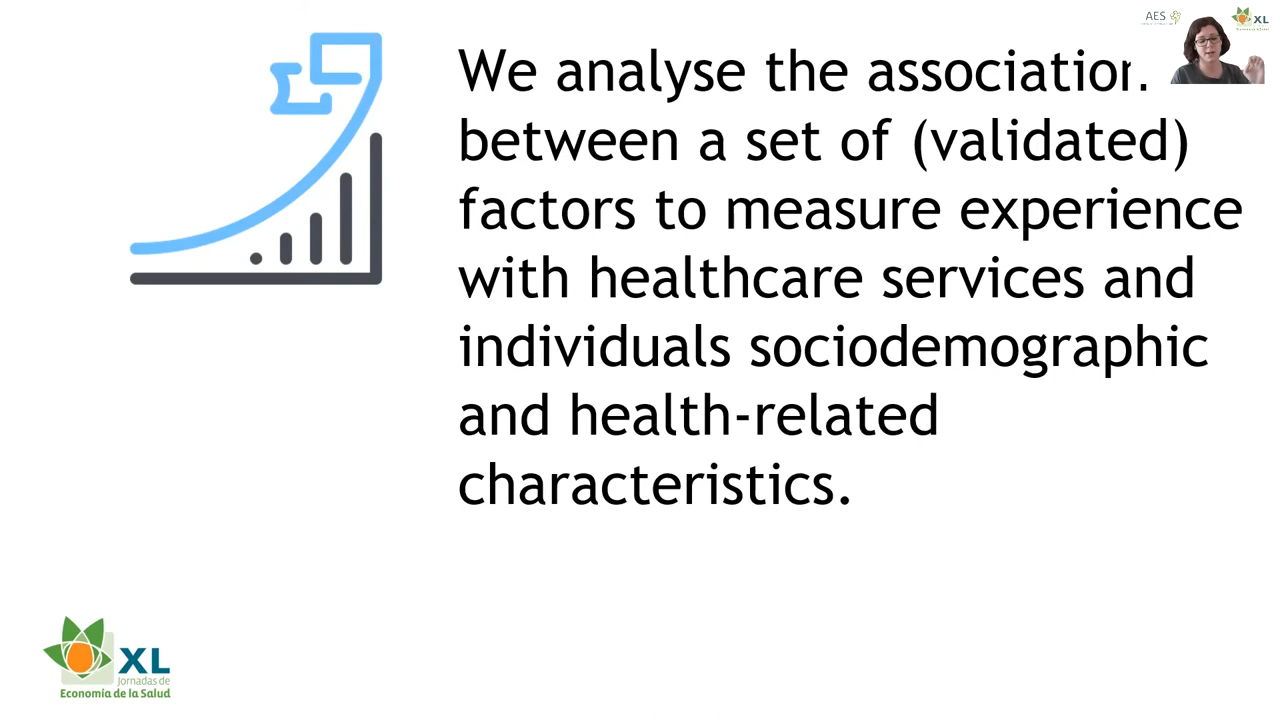 AES
XL
We analyse the association
between a set of (validated)
factors to measure experience
with healthcare services and
individuals sociodemographic
and health-related
characteristics.
XL
Jornadas de
Economía de la Salud